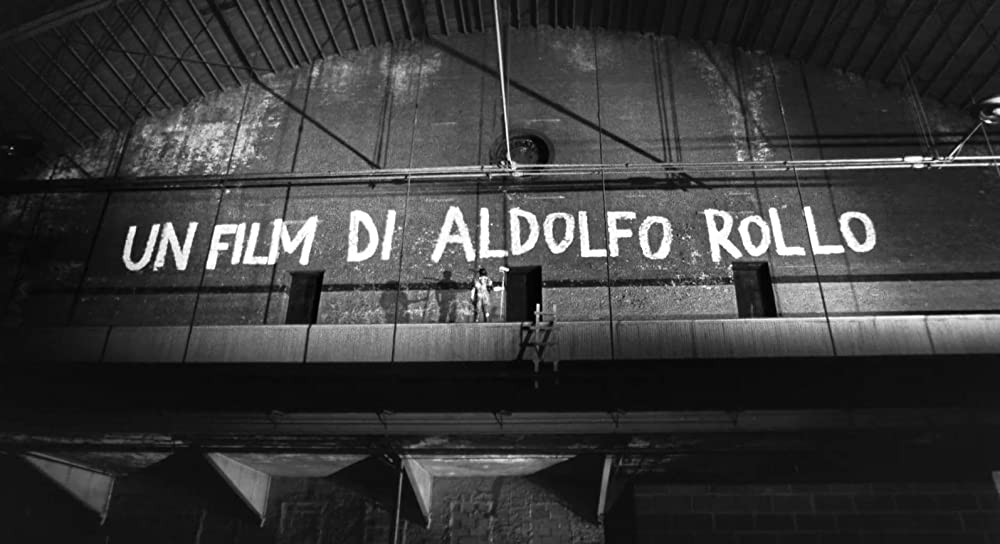 UN FILM DI ALDOLFO ROLLO